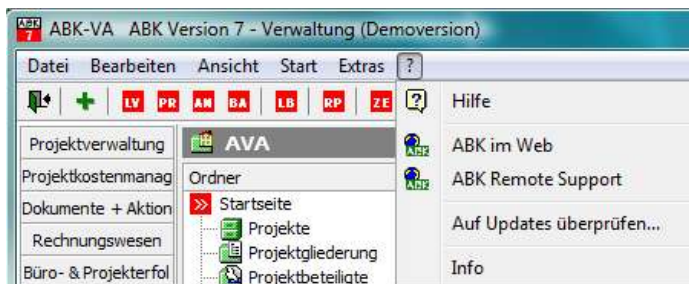 ABK 7 ABK-VA ABK Version 7 - Verwaltung (Demoversion)
Datei Bearbeiten Ansicht Start Extras ?
LV PR AN BA LB RP ZE
Hilfe
ABK im Web
ABK Remote Support
Auf Updates überprüfen...
Info
Projektverwaltung
Projektkostenmanag
Dokumente + Aktion
Rechnungswesen
Büro- & Projekterfol
AVA
Ordner
Startseite
Projekte
Projektgliederung
Projektbeteiligte